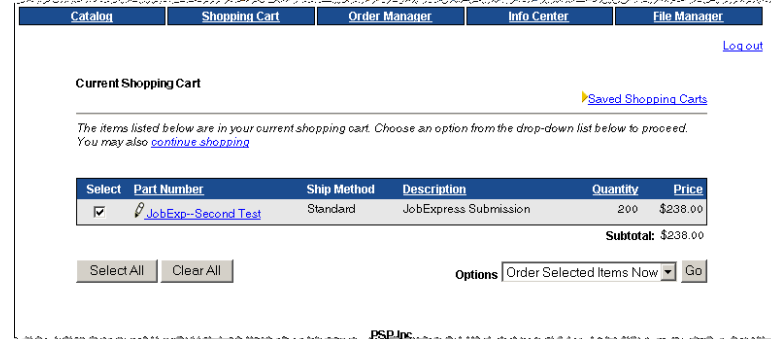 Catalog Shopping Cart Order Manager Info Center File Manager
Log out
Current Shopping Cart
Saved Shopping Carts
The items listed below are in your current shopping cart. Choose an option from the drop-down list below to proceed.
You may also continue shopping
Select Part Number Ship Method Description Quantity Price
JobExp--Second Test Standard JobExpress Submission 200 $238.00
Subtotal: $238.00
Select All Clear All Options Order Selected Items Now Go
PSP Inc